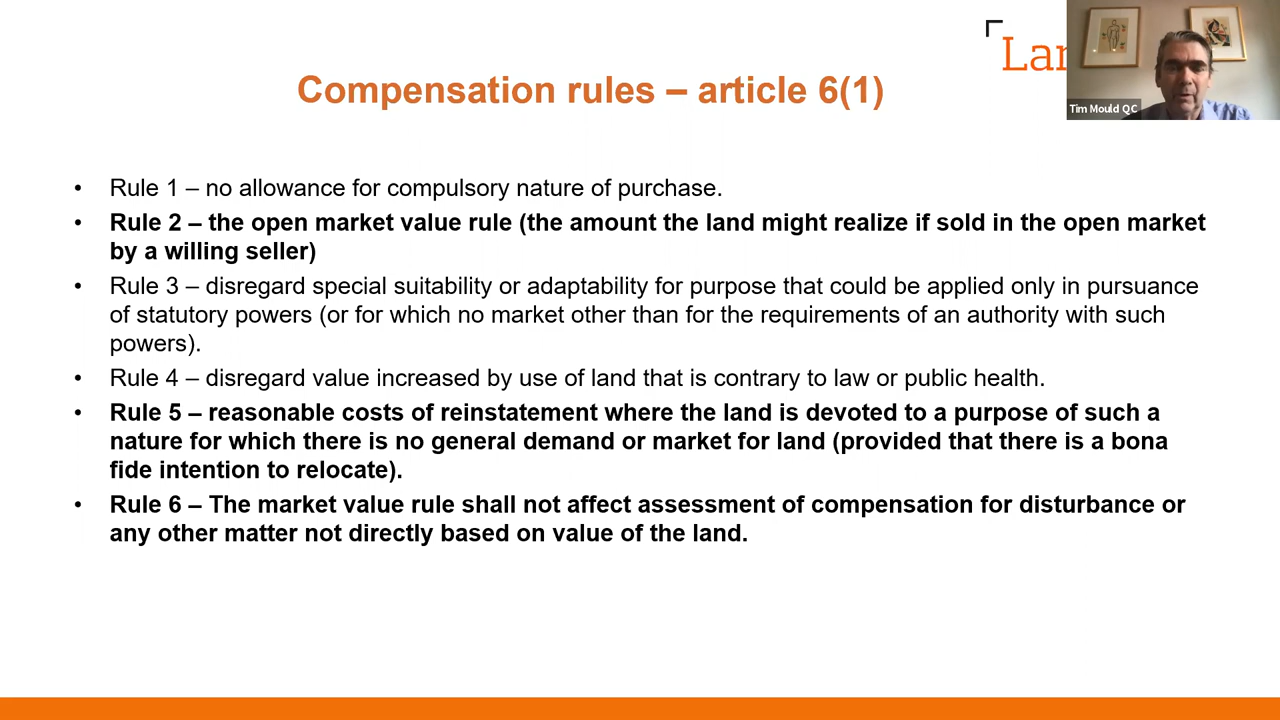 Lan
Tim Mould QC
Compensation rules – article 6(1)
• Rule 1 – no allowance for compulsory nature of purchase.
• Rule 2 – the open market value rule (the amount the land might realize if sold in the open market
by a willing seller)
• Rule 3 – disregard special suitability or adaptability for purpose that could be applied only in pursuance
of statutory powers (or for which no market other than for the requirements of an authority with such
powers).
• Rule 4 – disregard value increased by use of land that is contrary to law or public health.
• Rule 5 – reasonable costs of reinstatement where the land is devoted to a purpose of such a
nature for which there is no general demand or market for land (provided that there is a bona
fide intention to relocate).
• Rule 6 – The market value rule shall not affect assessment of compensation for disturbance or
any other matter not directly based on value of the land.